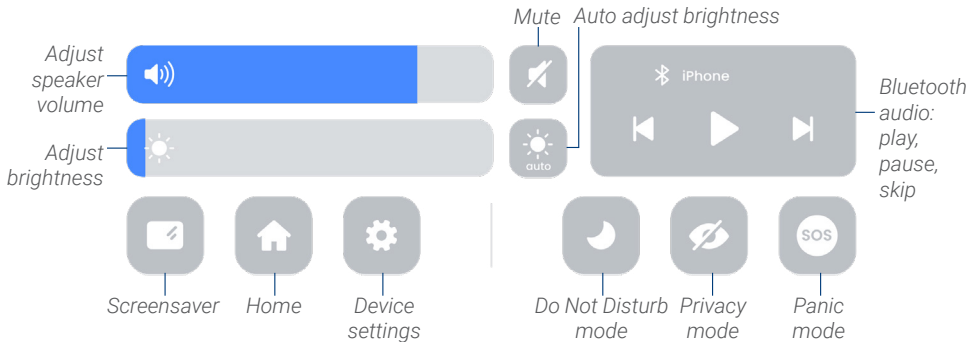 Mute
Auto adjust brightness
Adjust
speaker
volume
iPhone
Bluetooth
audio:
play,
pause,
skip
Adjust
brightness
auto
SOS
Screensaver
Home
Device
settings
Do Not Disturb
mode
Privacy
mode
Panic
mode